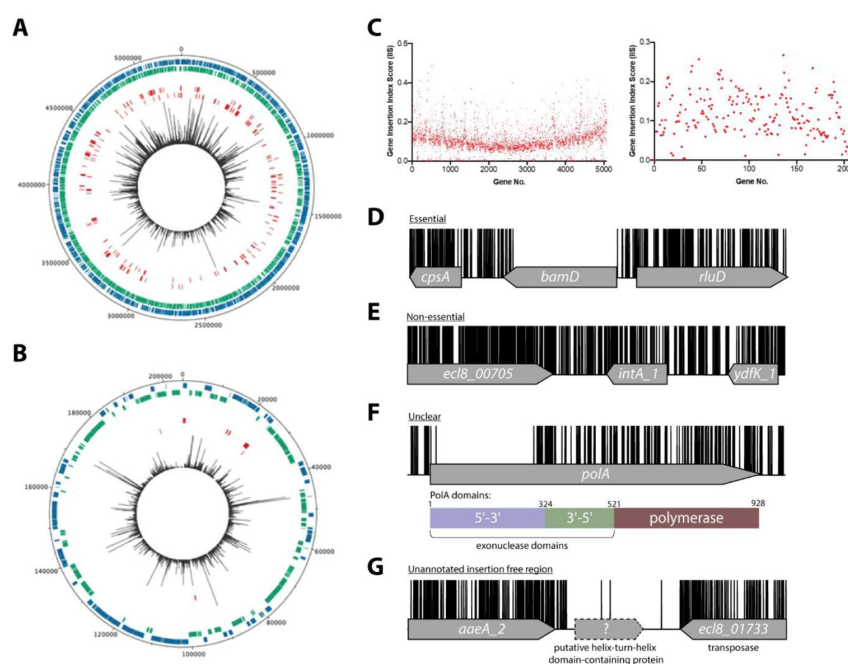 A
0
500000
1000000
1500000
2000000
2500000
3000000
3500000
4000000
4500000
5000000
B
0
20000
40000
60000
80000
100000
120000
140000
160000
180000
200000
C
Gene Insertion Index Score (IIS)
0.6
0.4
0.2
0.0
0 1000 2000 3000 4000 5000
Gene No.
Gene Insertion Index Score (IIS)
0.3
0.2
0.1
0.0
0 50 100 150 200
Gene No.
D
Essential
cpsA bamD rluD
E
Non-essential
ecl8_00705 intA_1 ydfK_1
F
Unclear
polA
PolA domains:
1 324 521 928
5'-3' 3'-5' polymerase
exonuclease domains
G
Unannotated insertion free region
aaeA_2 ? ecl8_01733
putative helix-turn-helix transposase
domain-containing protein